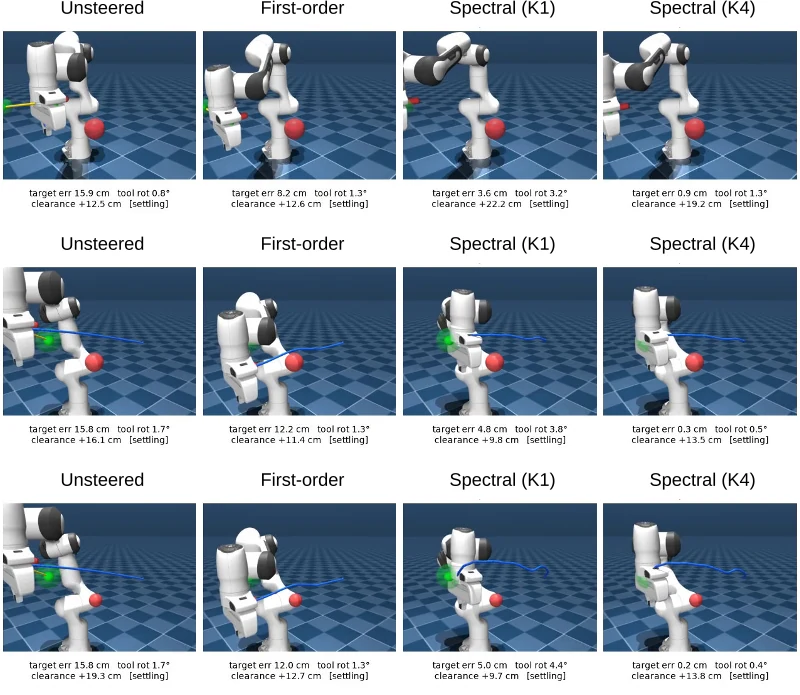 Unsteered First-order Spectral (K1) Spectral (K4)
target err 15.9 cm tool rot 0.8° target err 8.2 cm tool rot 1.3° target err 3.6 cm tool rot 3.2° target err 0.9 cm tool rot 1.3°
clearance +12.5 cm [settling] clearance +12.6 cm [settling] clearance +22.2 cm [settling] clearance +19.2 cm [settling]
Unsteered First-order Spectral (K1) Spectral (K4)
target err 15.8 cm tool rot 1.7° target err 12.2 cm tool rot 1.3° target err 4.8 cm tool rot 3.8° target err 0.3 cm tool rot 0.5°
clearance +16.1 cm [settling] clearance +11.4 cm [settling] clearance +9.8 cm [settling] clearance +13.5 cm [settling]
Unsteered First-order Spectral (K1) Spectral (K4)
target err 15.8 cm tool rot 1.7° target err 12.0 cm tool rot 1.3° target err 5.0 cm tool rot 4.4° target err 0.2 cm tool rot 0.4°
clearance +19.3 cm [settling] clearance +12.7 cm [settling] clearance +9.7 cm [settling] clearance +13.8 cm [settling]